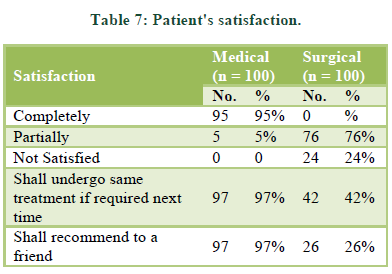 Table 7: Patient's satisfaction.
Satisfaction Medical (n = 100) Surgical (n = 100)
No. % No. %
Completely 95 95% 0 %
Partially 5 5% 76 76%
Not Satisfied 0 0 24 24%
Shall undergo same
treatment if required next 97 97% 42 42%
time
Shall recommend to a
friend 97 97% 26 26%